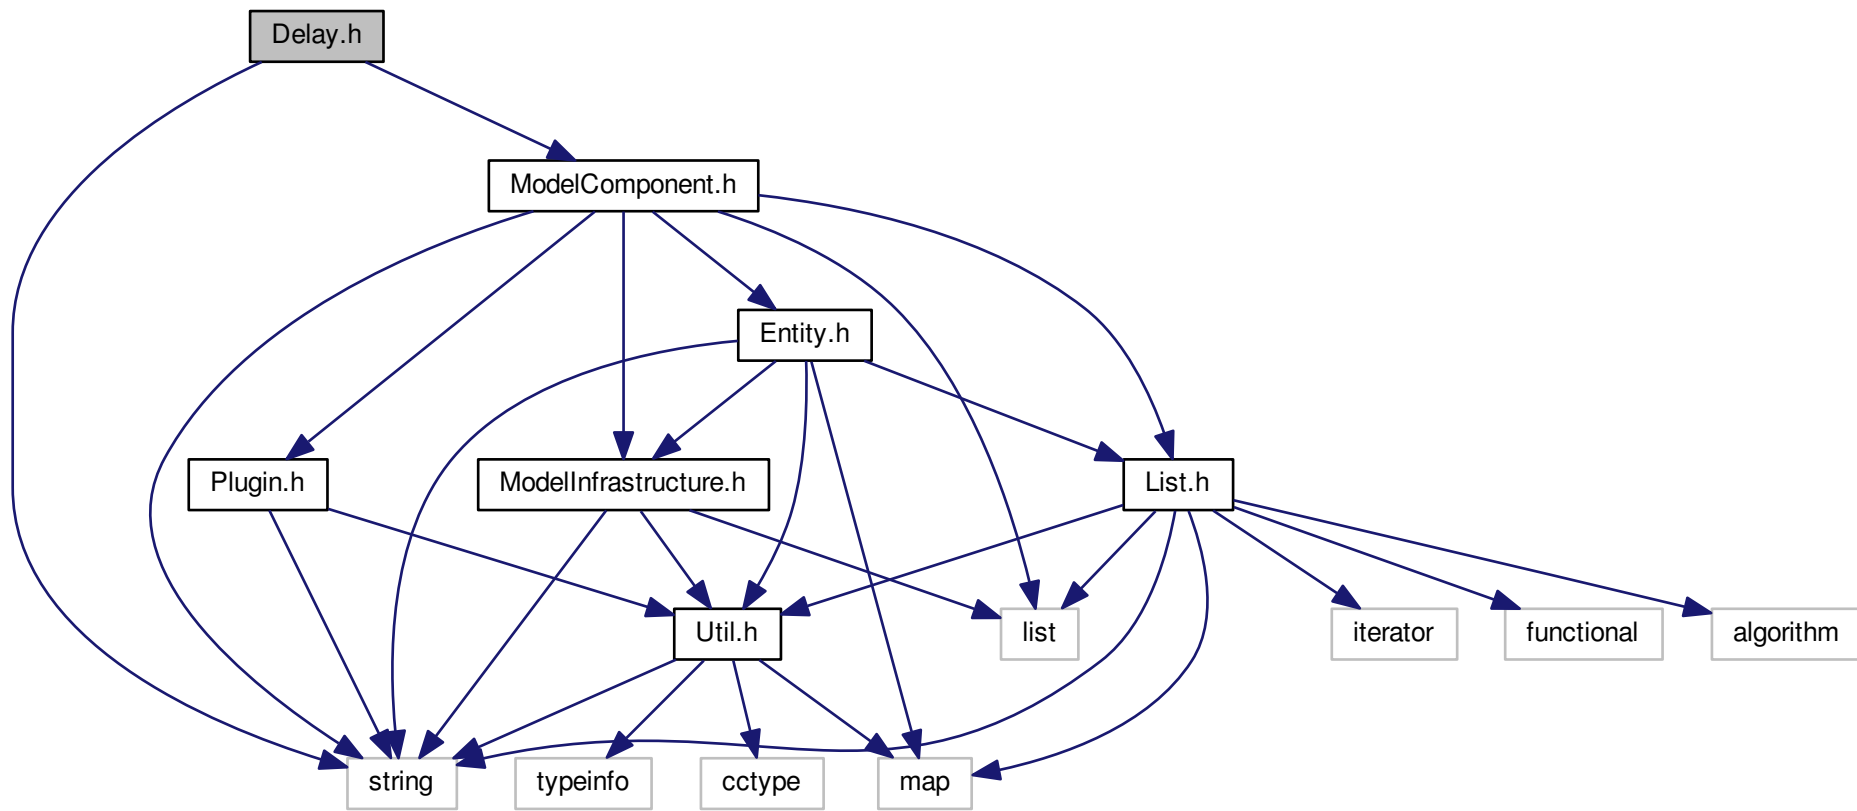 Delay.h
ModelComponent.h
Entity.h
Plugin.h
ModelInfrastructure.h
List.h
Util.h
list
iterator
functional
algorithm
string
typeinfo
cctype
map